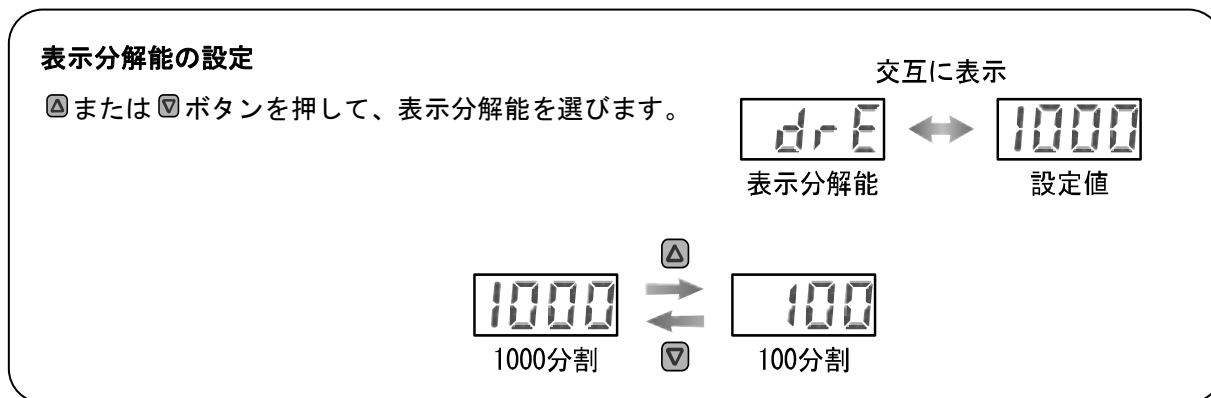 表示分解能の設定
△または▽ボタンを押して、表示分解能を選びます。
交互に表示
drE 1000
表示分解能 設定値
△
1000 100
1000分割 ▽ 100分割